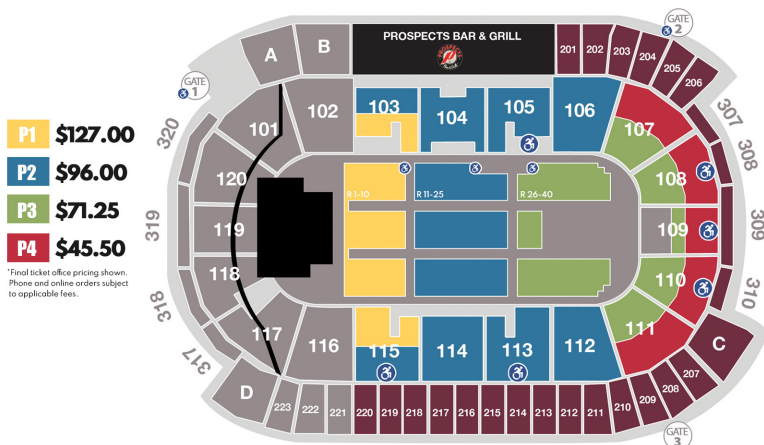 PROSPECTS BAR & GRILL
PROSPECTS
A
B
201
202
203
204
205
206
GATE
2
GATE
1
320
319
318
317
307
308
309
310
101
102
103
104
105
106
107
108
109
110
111
112
113
114
115
116
117
118
119
120
R 1-10
R 11-25
R 26-40
P1 $127.00
P2 $96.00
P3 $71.25
P4 $45.50
*Final ticket office pricing shown.
Phone and online orders subject
to applicable fees.
C
D
223
222
221
220
219
218
217
216
215
214
213
212
211
210
209
208
207
GATE
3